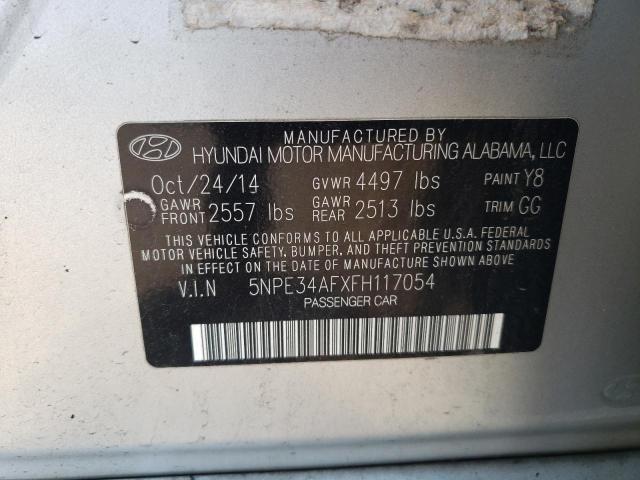 MANUFACTURED BY
HYUNDAI MOTOR MANUFACTURING ALABAMA, LLC
Oct/24/14 GVWR 4497 lbs PAINT Y8
GAWR FRONT 2557 lbs GAWR REAR 2513 lbs TRIM GG
THIS VEHICLE CONFORMS TO ALL APPLICABLE U.S.A. FEDERAL
MOTOR VEHICLE SAFETY, BUMPER, AND THEFT PREVENTION STANDARDS
IN EFFECT ON THE DATE OF MANUFACTURE SHOWN ABOVE.
V.I.N 5NPE34AFXFH117054
PASSENGER CAR